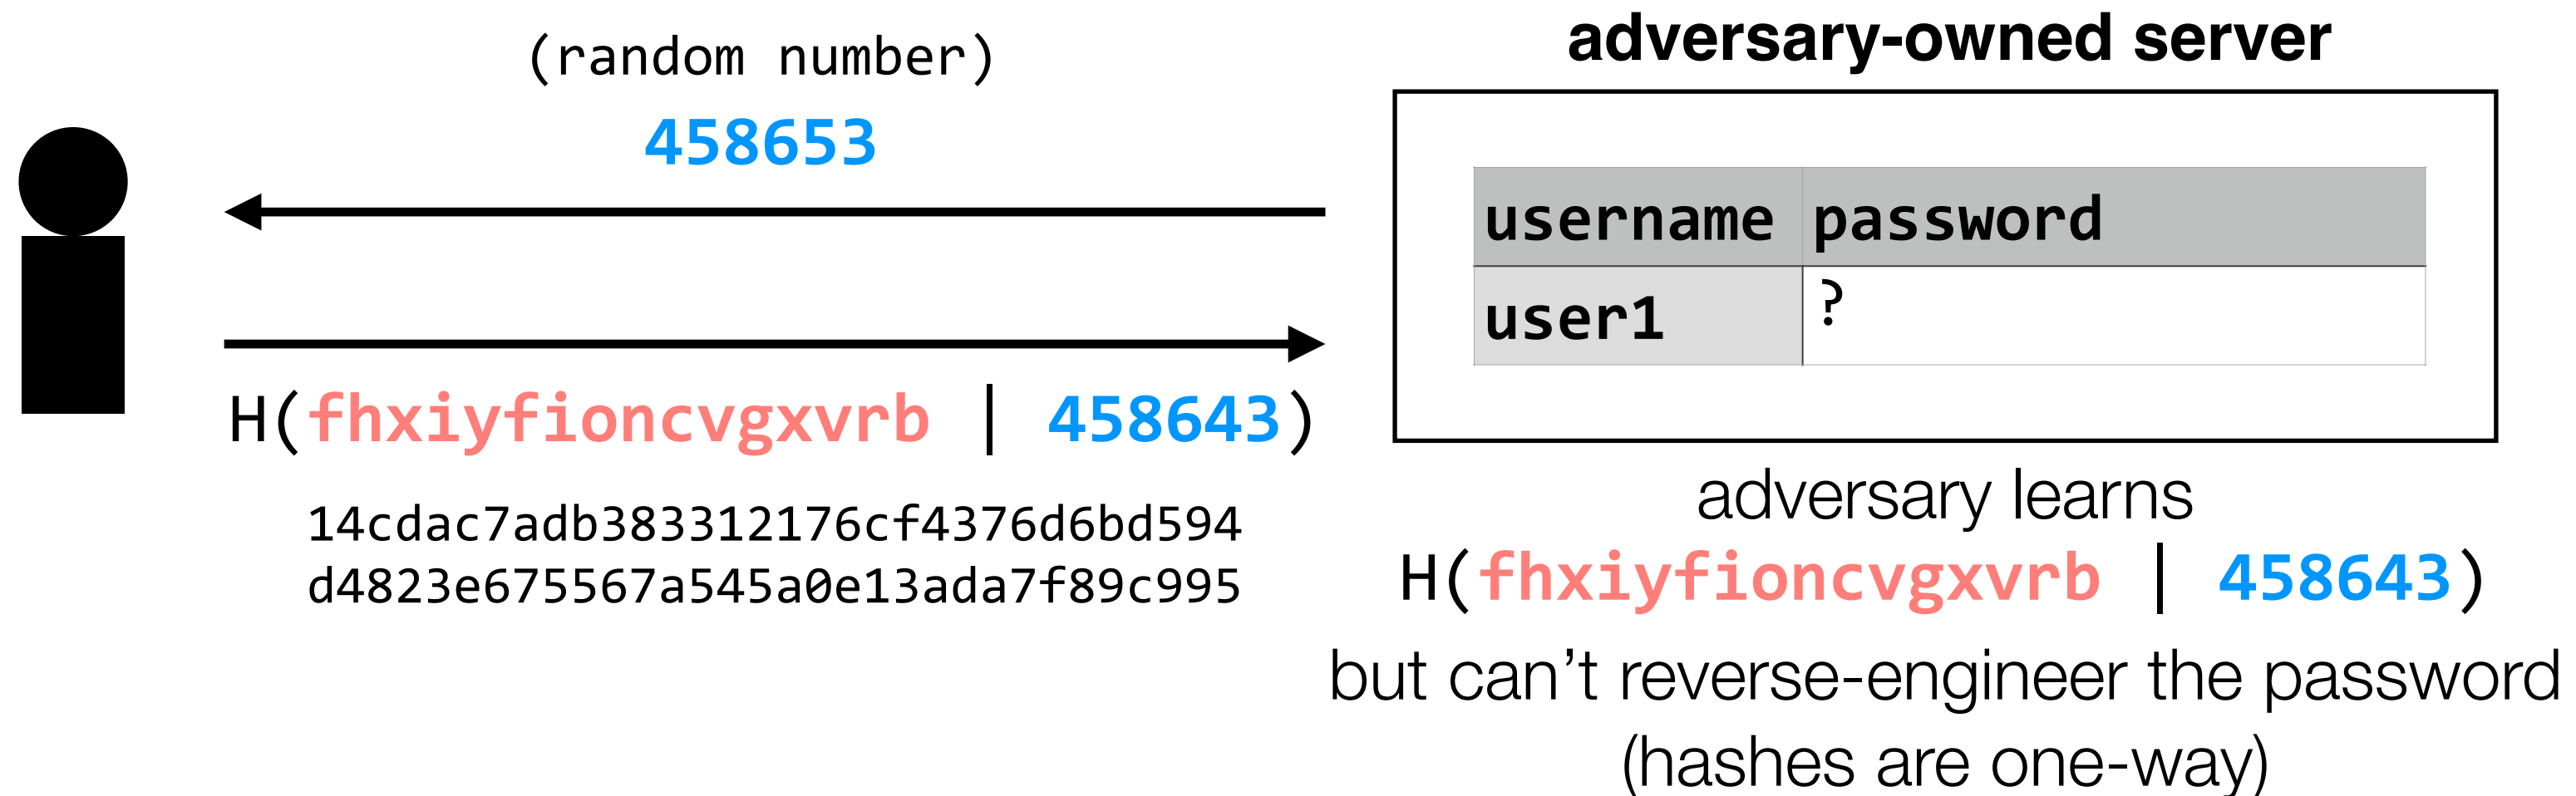 (random number)
458653
H(fhxiyfioncvgxvrb | 458643)
14cdac7adb383312176cf4376d6bd594
d4823e675567a545a0e13ada7f89c995
adversary-owned server
username password
user1 ?
adversary learns
H(fhxiyfioncvgxvrb | 458643)
but can’t reverse-engineer the password
(hashes are one-way)